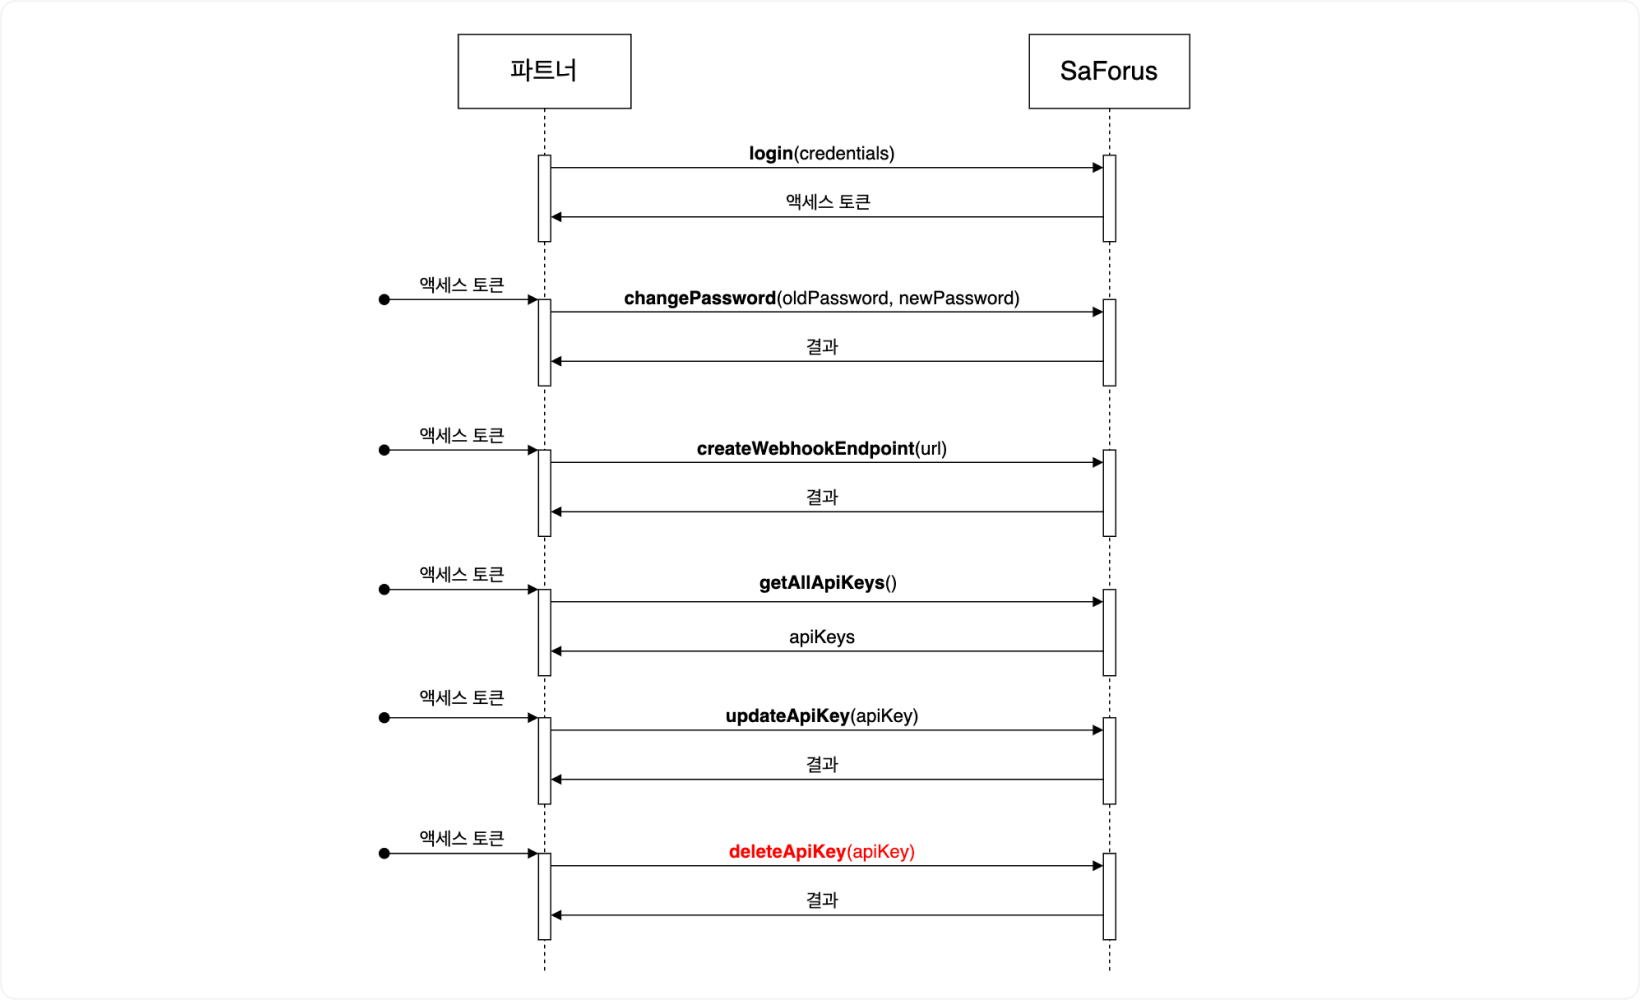 파트너
SaForus
login(credentials)
액세스 토큰
액세스 토큰
changePassword(oldPassword, newPassword)
결과
액세스 토큰
createWebhookEndpoint(url)
결과
액세스 토큰
getAllApiKeys()
apiKeys
액세스 토큰
updateApiKey(apiKey)
결과
액세스 토큰
deleteApiKey(apiKey)
결과